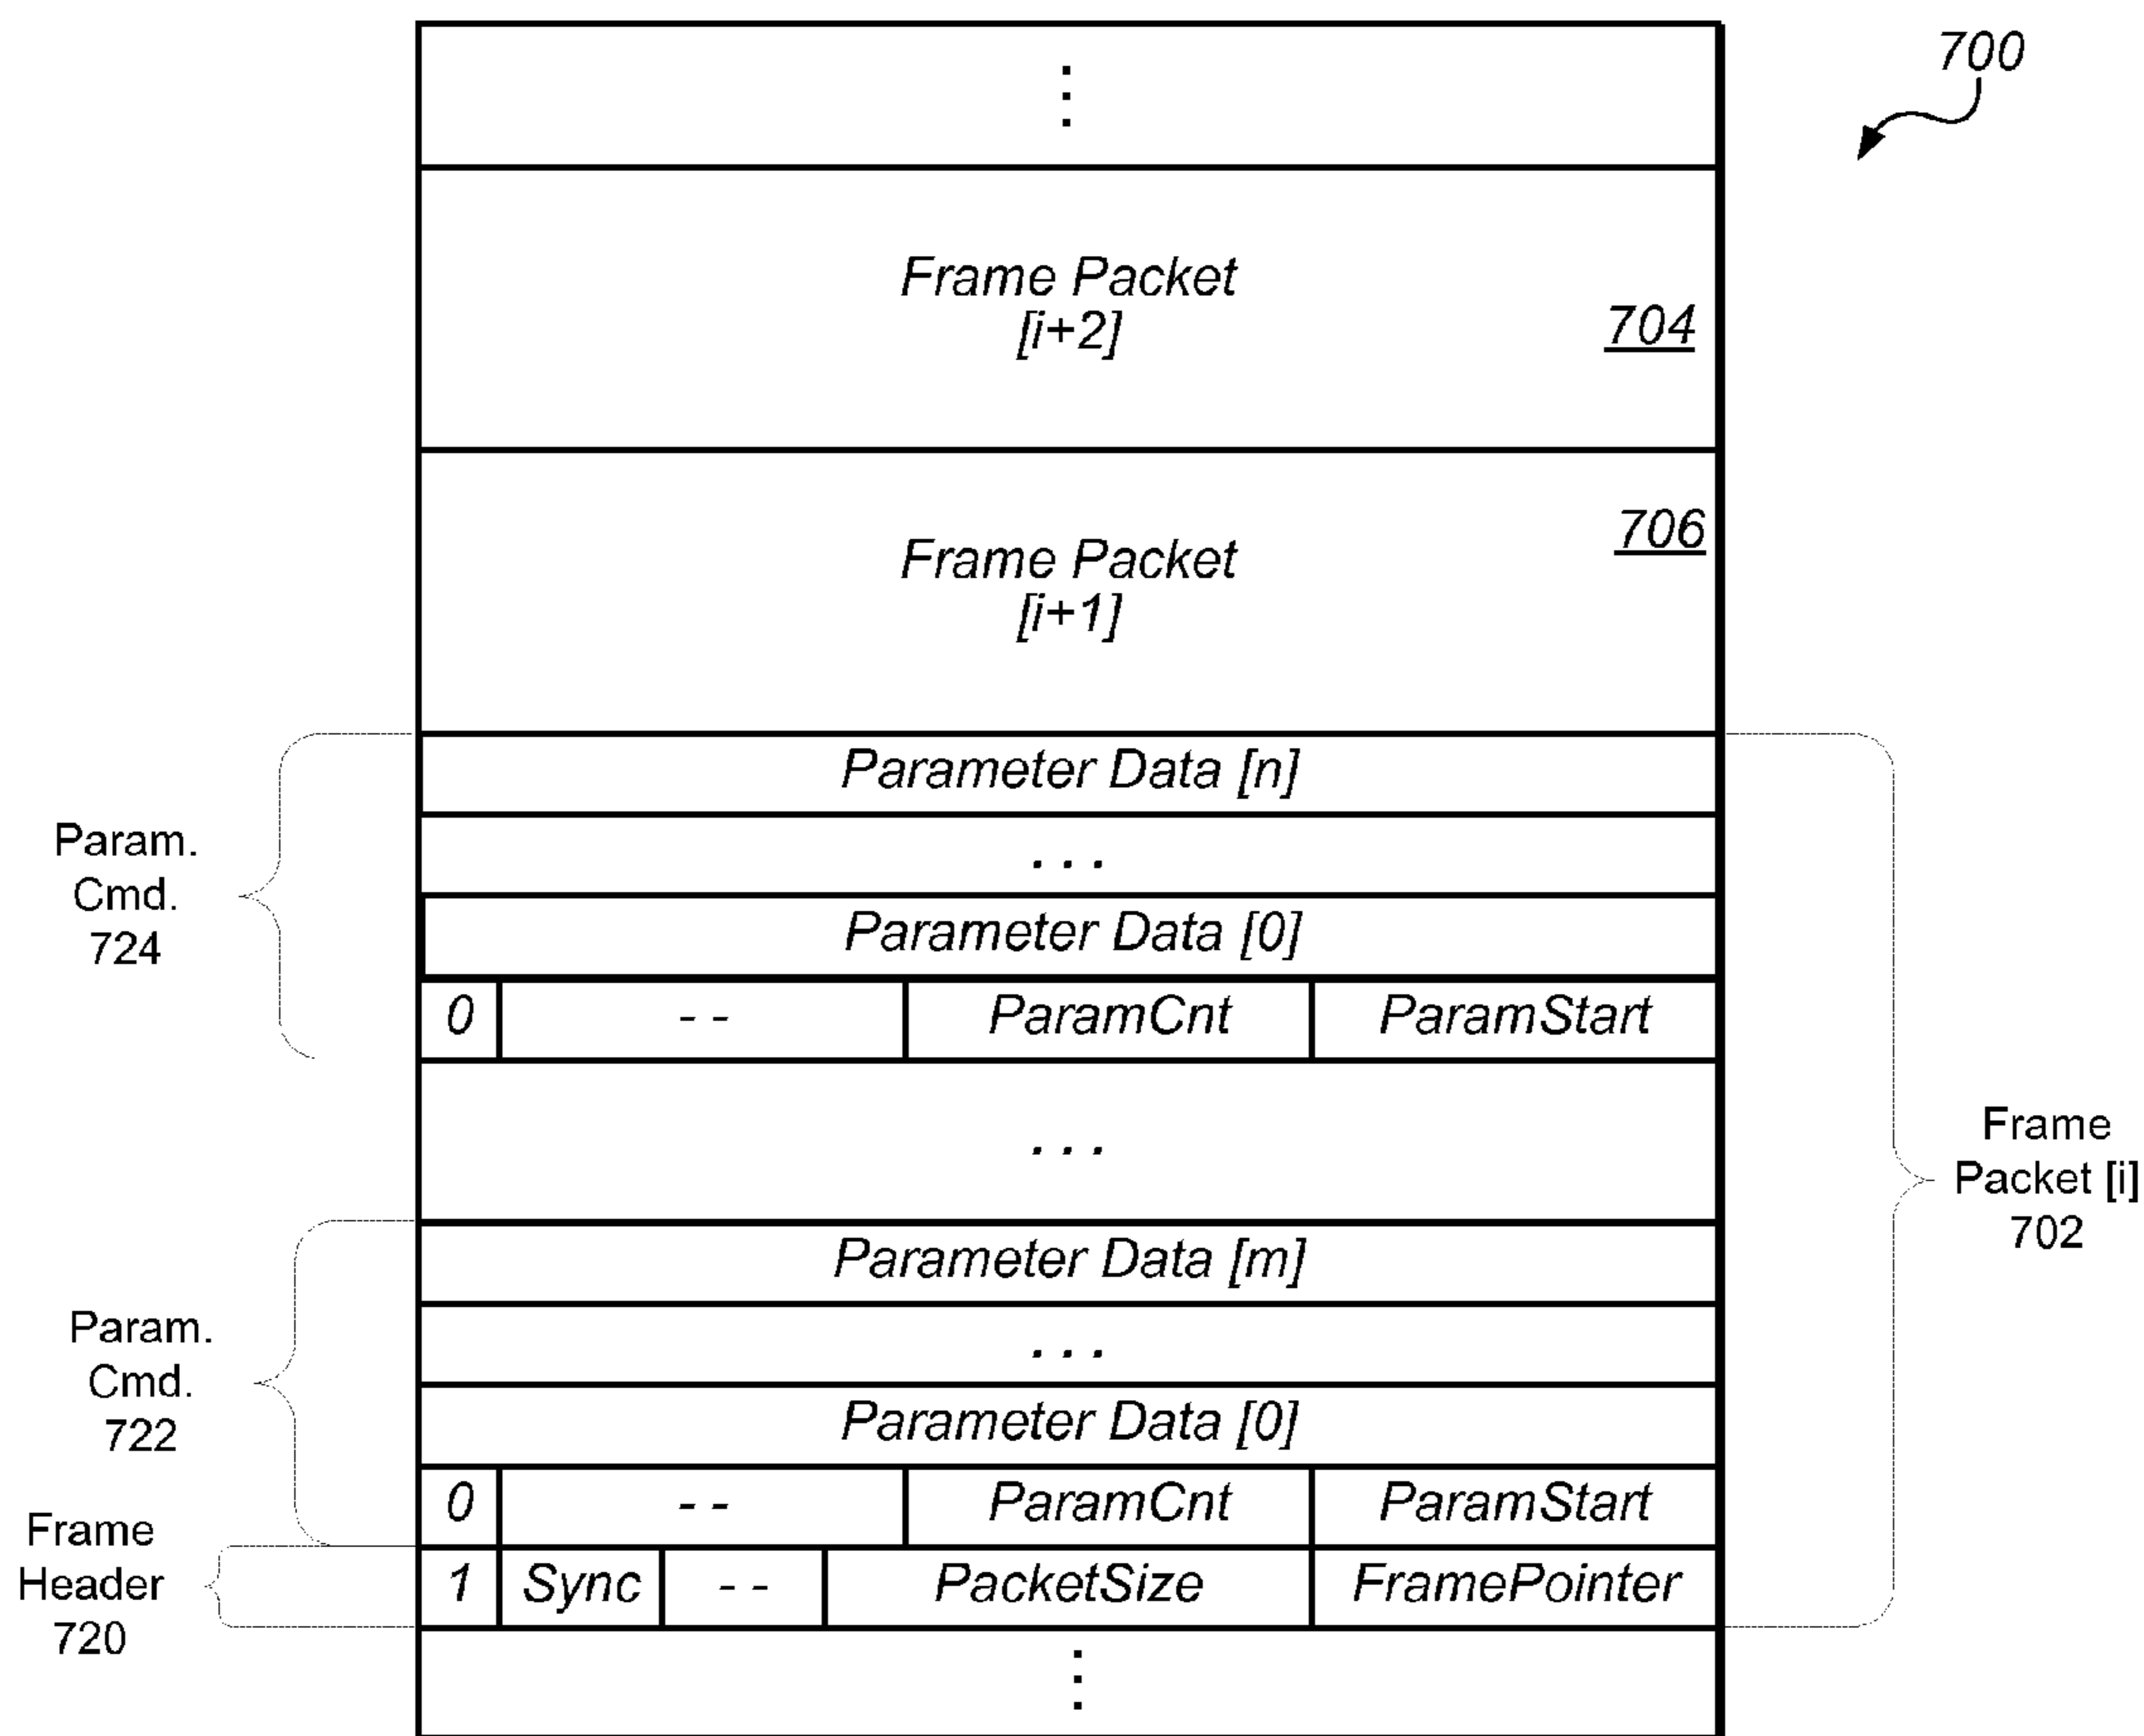 700
⋮
Frame Packet
[i+2]
704
706
Frame Packet
[i+1]
Parameter Data [n]
. . .
Param.
Cmd.
724
Parameter Data [0]
0 - - ParamCnt ParamStart
. . .
Frame
Packet [i]
702
Parameter Data [m]
. . .
Param.
Cmd.
722
Parameter Data [0]
0 - - ParamCnt ParamStart
Frame
Header
720
1 Sync - - PacketSize FramePointer
⋮